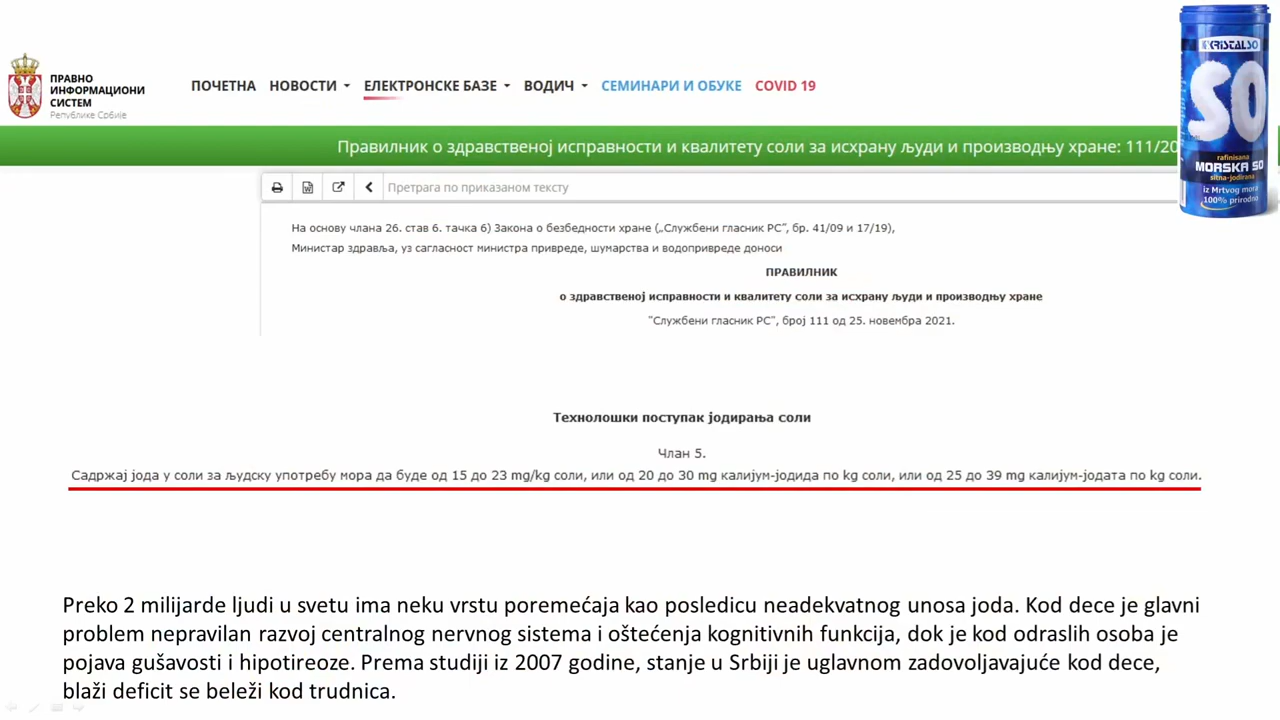 ПРАВНО
ИНФОРМАЦИОНИ
СИСТЕМ
Републике Србије
ПОЧЕТНА НОВОСТИ ЕЛЕКТРОНСКЕ БАЗЕ ВОДИЧ СЕМИНАРИ И ОБУКЕ COVID 19
KRISTALSO
SO
rafinisana
MORSKA SO
sitna-jodirana
iz Mrtvog mora
100% prirodno
Правилник о здравственој исправности и квалитету соли за исхрану људи и производњу хране: 111/20
Претрага по приказаном тексту
На основу члана 26. став 6. тачка 6) Закона о безбедности хране („Службени гласник РС”, бр. 41/09 и 17/19),
Министар здравља, уз сагласност министра привреде, шумарства и водопривреде доноси
ПРАВИЛНИК
о здравственој исправности и квалитету соли за исхрану људи и производњу хране
"Службени гласник РС", број 111 од 25. новембра 2021.
Технолошки поступак јодирања соли
Члан 5.
Садржај јода у соли за људску употребу мора да буде од 15 до 23 mg/kg соли, или од 20 до 30 mg калијум-јодида по kg соли, или од 25 до 39 mg калијум-јодата по kg соли.
Preko 2 milijarde ljudi u svetu ima neku vrstu poremećaja kao posledicu neadekvatnog unosa joda. Kod dece je glavni
problem nepravilan razvoj centralnog nervnog sistema i oštećenja kognitivnih funkcija, dok je kod odraslih osoba je
pojava gušavosti i hipotireoze. Prema studiji iz 2007 godine, stanje u Srbiji je uglavnom zadovoljavajuće kod dece,
blaži deficit se beleži kod trudnica.